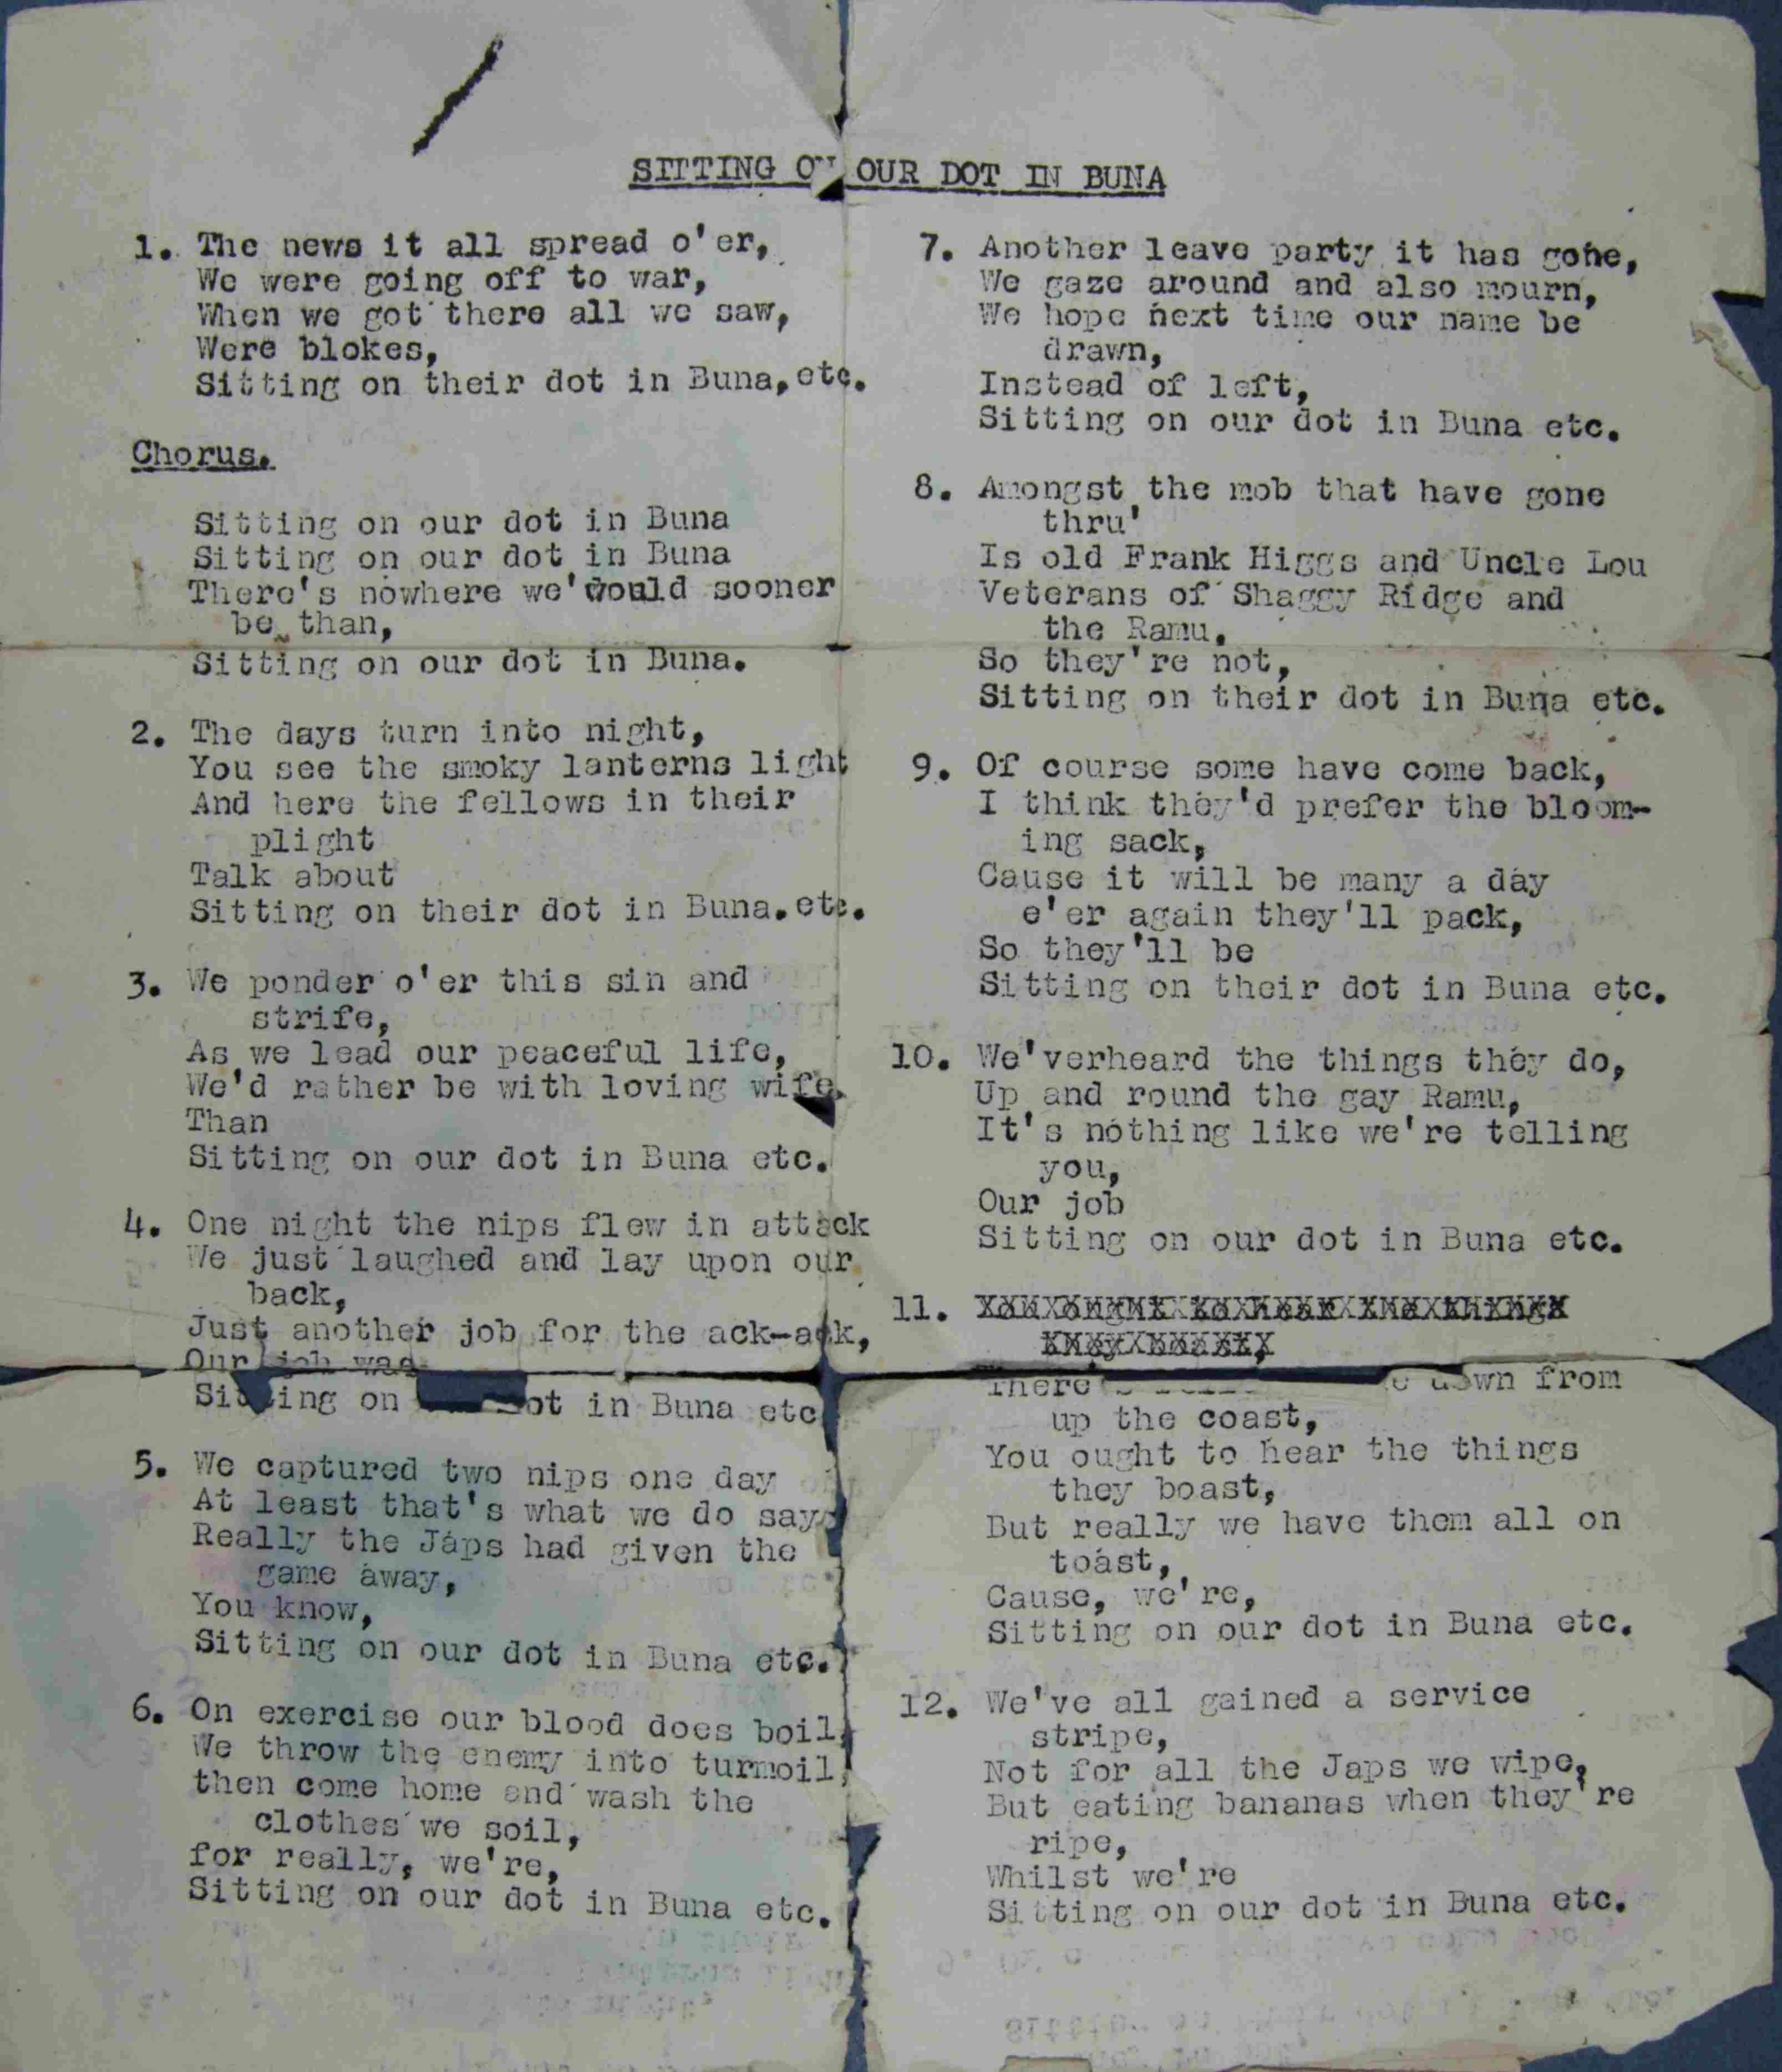 SITTING ON OUR DOT IN BUNA
1. The news it all spread o'er,
We were going off to war,
When we got there all we saw,
Were blokes,
Sitting on their dot in Buna, etc.
Chorus.
Sitting on our dot in Buna
Sitting on our dot in Buna
There's nowhere we'would sooner
be than,
Sitting on our dot in Buna.
2. The days turn into night,
You see the smoky lanterns light
And here the fellows in their
plight
Talk about
Sitting on their dot in Buna.etc.
3. We ponder o'er this sin and
strife,
As we lead our peaceful life,
We'd rather be with loving wife
Than
Sitting on our dot in Buna etc.
4. One night the nips flew in attack
We just laughed and lay upon our
back,
Just another job for the ack-ack,
Our job was
Sitting on dot in Buna etc
5. We captured two nips one day
At least that's what we do say
Really the Japs had given the
game away,
You know,
Sitting on our dot in Buna etc.
6. On exercise our blood does boil,
We throw the enemy into turmoil,
then come home and wash the
clothes we soil,
for really, we're,
Sitting on our dot in Buna etc.
7. Another leave party it has gone,
We gaze around and also mourn,
We hope next time our name be
drawn,
Instead of left,
Sitting on our dot in Buna etc.
8. Amongst the mob that have gone
thru'
Is old Frank Higgs and Uncle Lou
Veterans of Shaggy Ridge and
the Ramu.
So they're not,
Sitting on their dot in Buna etc.
9. Of course some have come back,
I think they'd prefer the bloom-
ing sack,
Cause it will be many a day
e'er again they'll pack,
So they'll be
Sitting on their dot in Buna etc.
10. We'verheard the things they do,
Up and round the gay Ramu,
It's nothing like we're telling
you,
Our job
Sitting on our dot in Buna etc.
11. You ought to hear the things
they boast,
There down from
up the coast,
You ought to hear the things
they boast,
But really we have them all on
toast,
Cause, we're,
Sitting on our dot in Buna etc.
12. We've all gained a service
stripe,
Not for all the Japs we wipe,
But eating bananas when they're
ripe,
Whilst we're
Sitting on our dot in Buna etc.